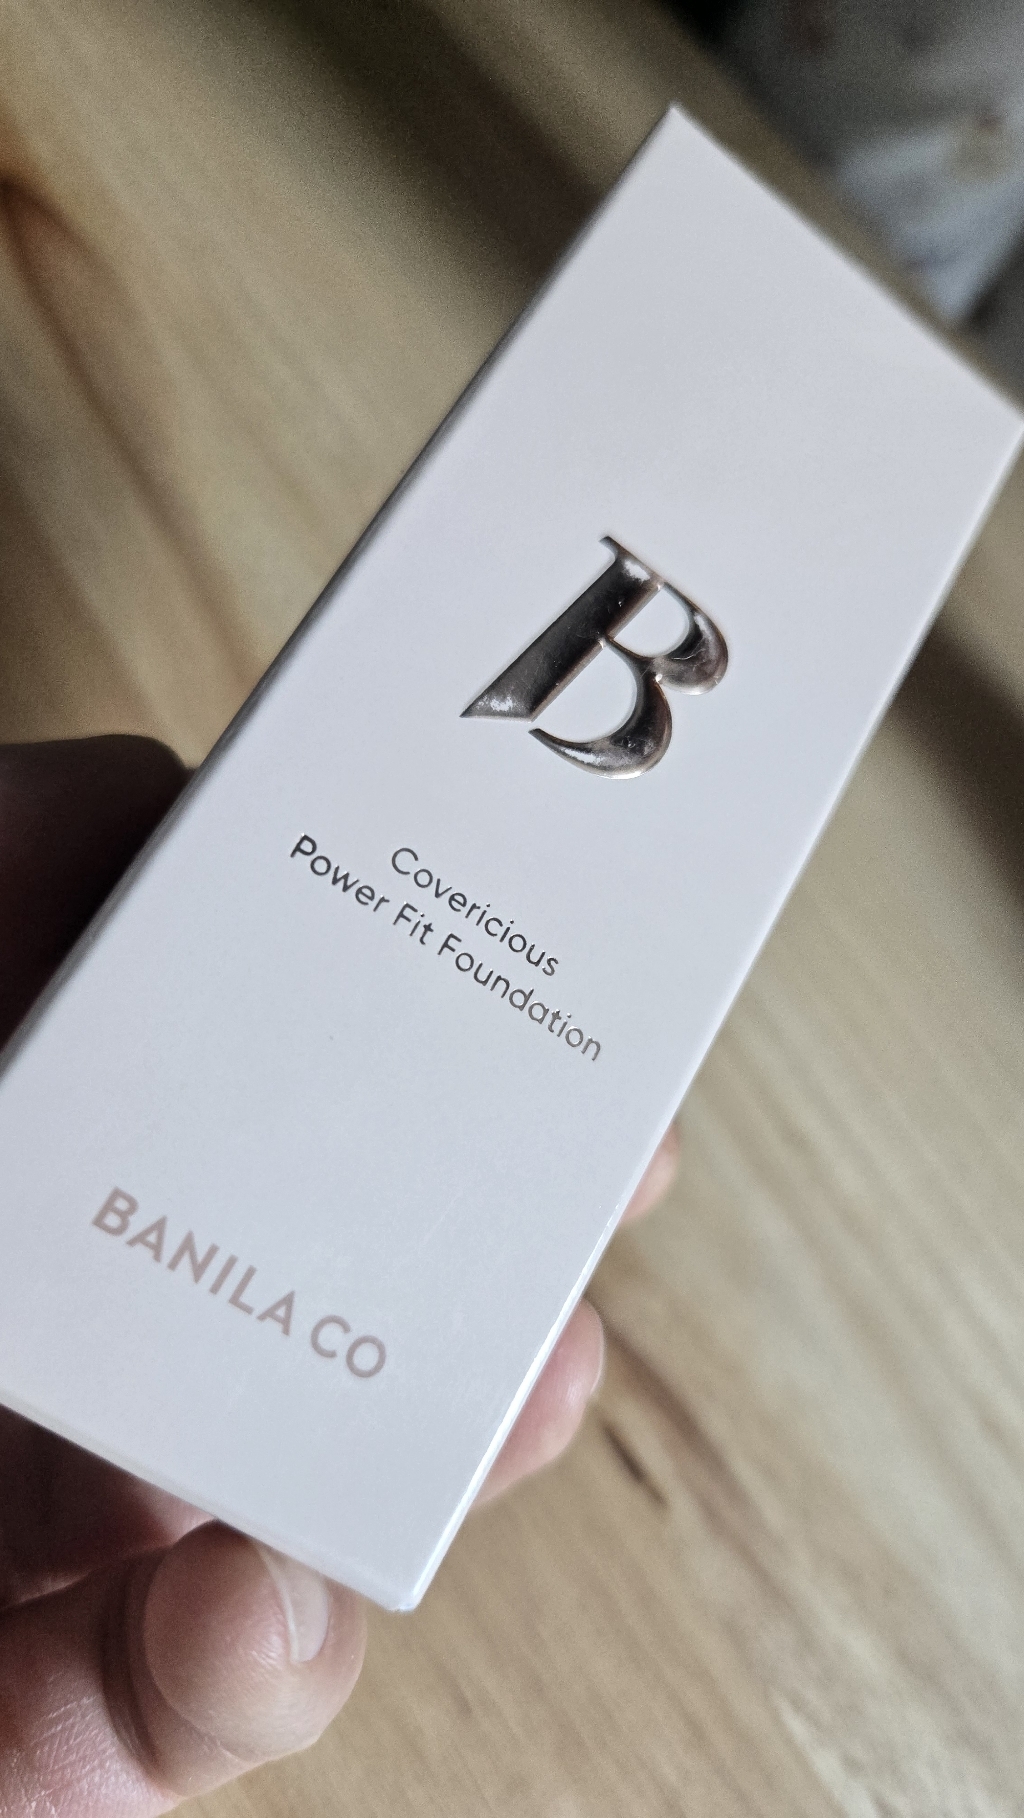 B
Covericious
Power Fit Foundation
BANILA CO